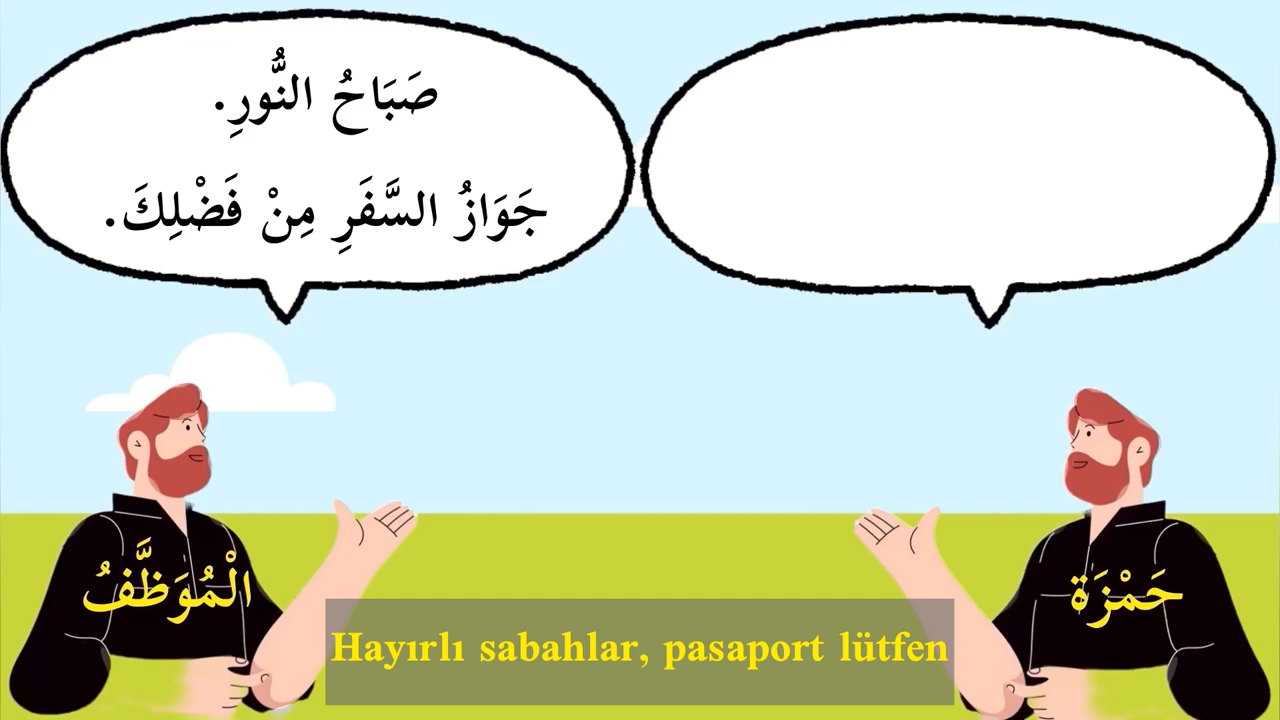 صَبَاحُ النُّورِ.
جَوَازُ السَّفَرِ مِنْ فَضْلِكَ.
الْمُوَظَّفُ
حَمْزَة
Hayırlı sabahlar, pasaport lütfen